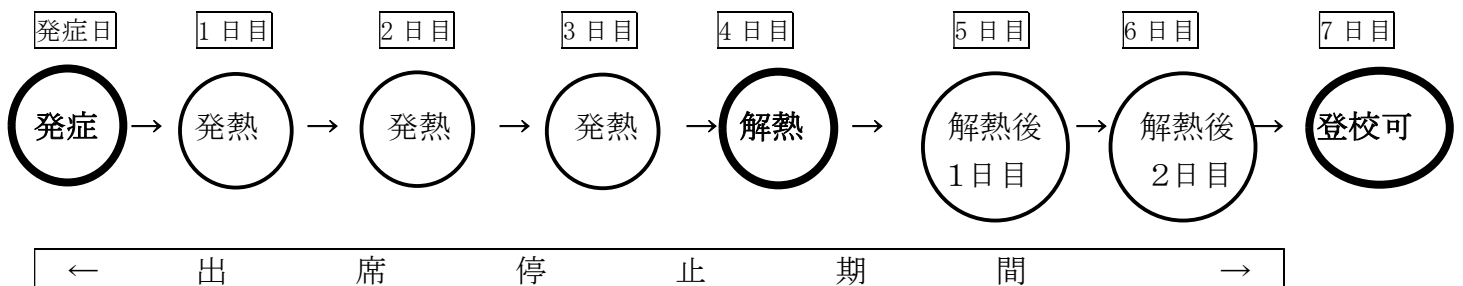 発症日 1日目 2日目 3日目 4日目 5日目 6日目 7日目
発症 → 発熱 → 発熱 → 発熱 → 解熱 → 解熱後 → 解熱後 → 登校可
1日目 2日目
← 出席停止期間 →